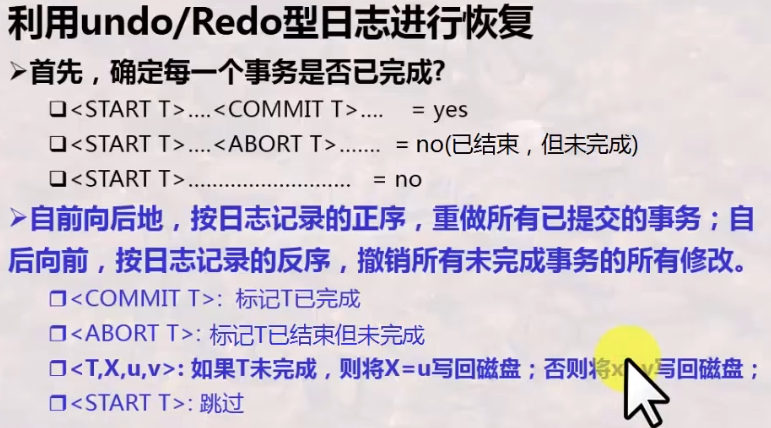 利用undo/Redo型日志进行恢复
➢首先，确定每一个事务是否已完成?
❑<START T>....<COMMIT T>.... = yes
❑<START T>....<ABORT T>....... = no(已结束，但未完成)
❑<START T>........................... = no
➢自前向后地，按日志记录的正序，重做所有已提交的事务；自
后向前，按日志记录的反序，撤销所有未完成事务的所有修改。
❑<COMMIT T>: 标记T已完成
❑<ABORT T>: 标记T已结束但未完成
❑<T,X,u,v>: 如果T未完成，则将X=u写回磁盘；否则将x v写回磁盘；
❑<START T>: 跳过